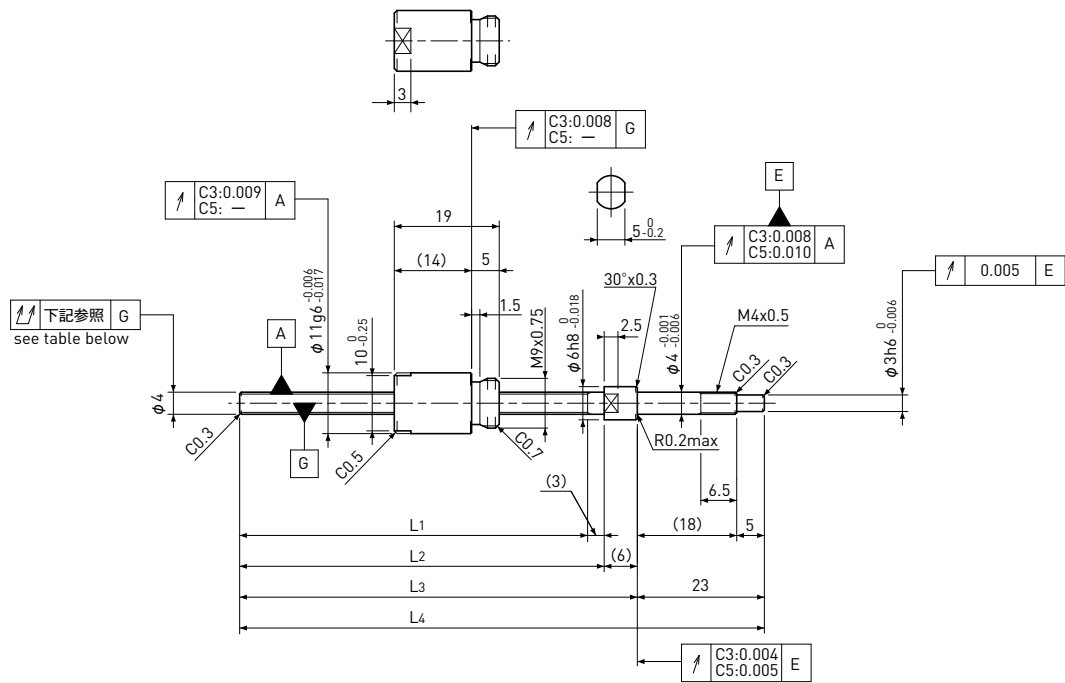 3
C3:0.008
C5: —
G
C3:0.009
C5: —
A
E
19
5 0 -0.2
C3:0.008
C5:0.010
A
(14)
5
0.005
E
30°x0.3
下記参照
G
see table below
A
φ11g6 -0.006 -0.017
10 0 -0.25
1.5
M9x0.75
φ6h8 0 -0.018
2.5
φ4 -0.001 -0.006
M4x0.5
φ3h6 0 -0.006
C0.3
C0.3
φ4
C0.3
G
C0.5
C0.7
R0.2max
(3)
6.5
L1
(18)
5
L2
(6)
L3
23
L4
C3:0.004
C5:0.005
E